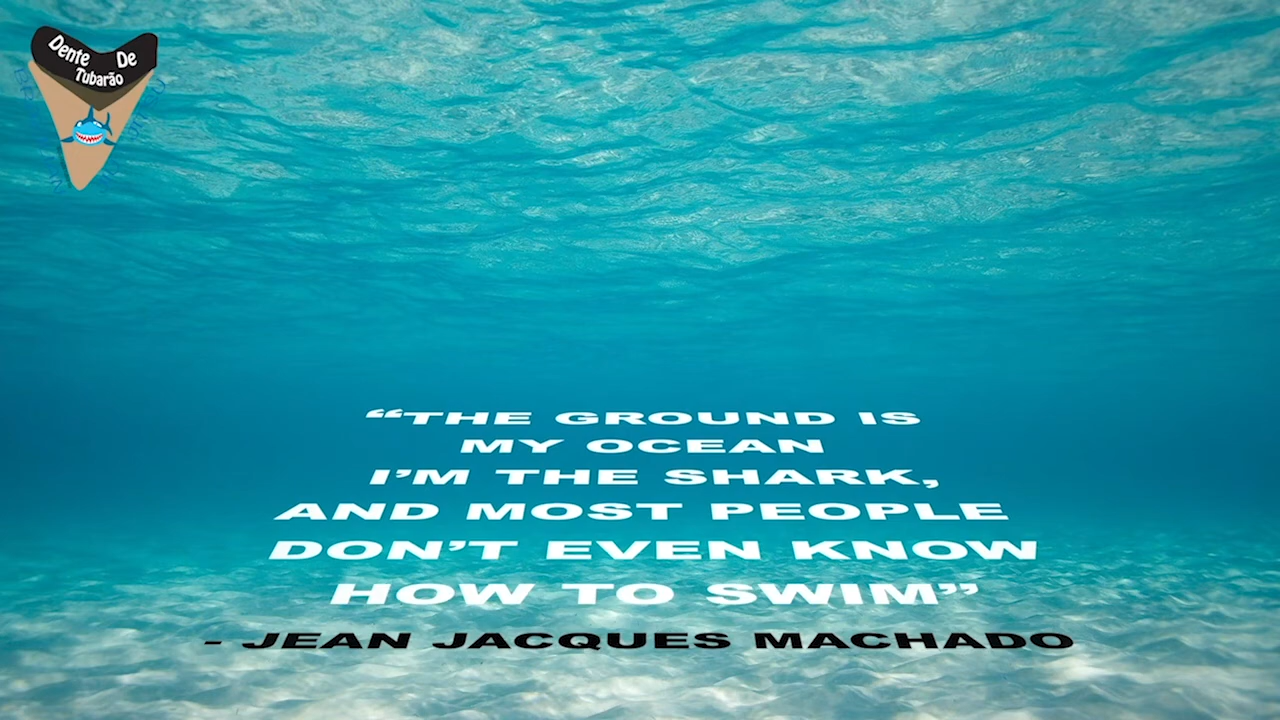 Dente De
Tubarão
“THE GROUND IS
MY OCEAN
I’M THE SHARK,
AND MOST PEOPLE
DON’T EVEN KNOW
HOW TO SWIM”
- JEAN JACQUES MACHADO